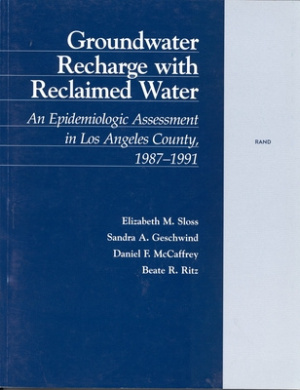 Groundwater
Recharge with
Reclaimed Water
An Epidemiologic Assessment
in Los Angeles County,
1987–1991
RAND
Elizabeth M. Sloss
Sandra A. Geschwind
Daniel F. McCaffrey
Beate R. Ritz